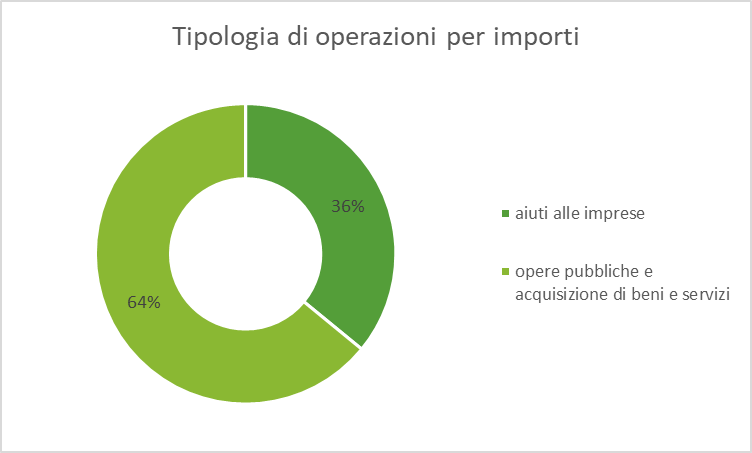 Tipologia di operazioni per importi
36%
64%
aiuti alle imprese
opere pubbliche e
acquisizione di beni e servizi